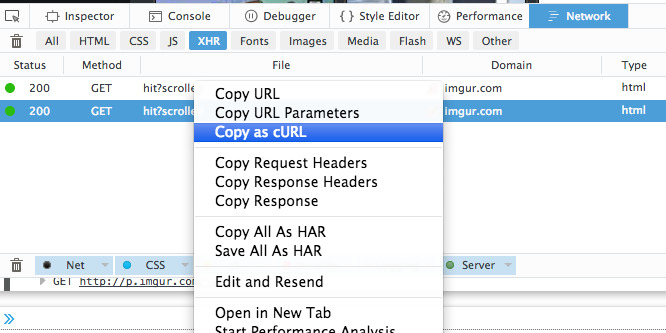 Inspector Console Debugger Style Editor Performance Network
All HTML CSS JS XHR Fonts Images Media Flash WS Other
Status Method File Domain Type
200 GET hit?scrolle imgur.com html
200 GET hit?scrolle imgur.com html
Copy URL
Copy URL Parameters
Copy as cURL
Copy Request Headers
Copy Response Headers
Copy Response
Copy All As HAR
Save All As HAR
Net CSS Server
GET http://p.imgur.com
Edit and Resend
Open in New Tab
Start Performance Analysis